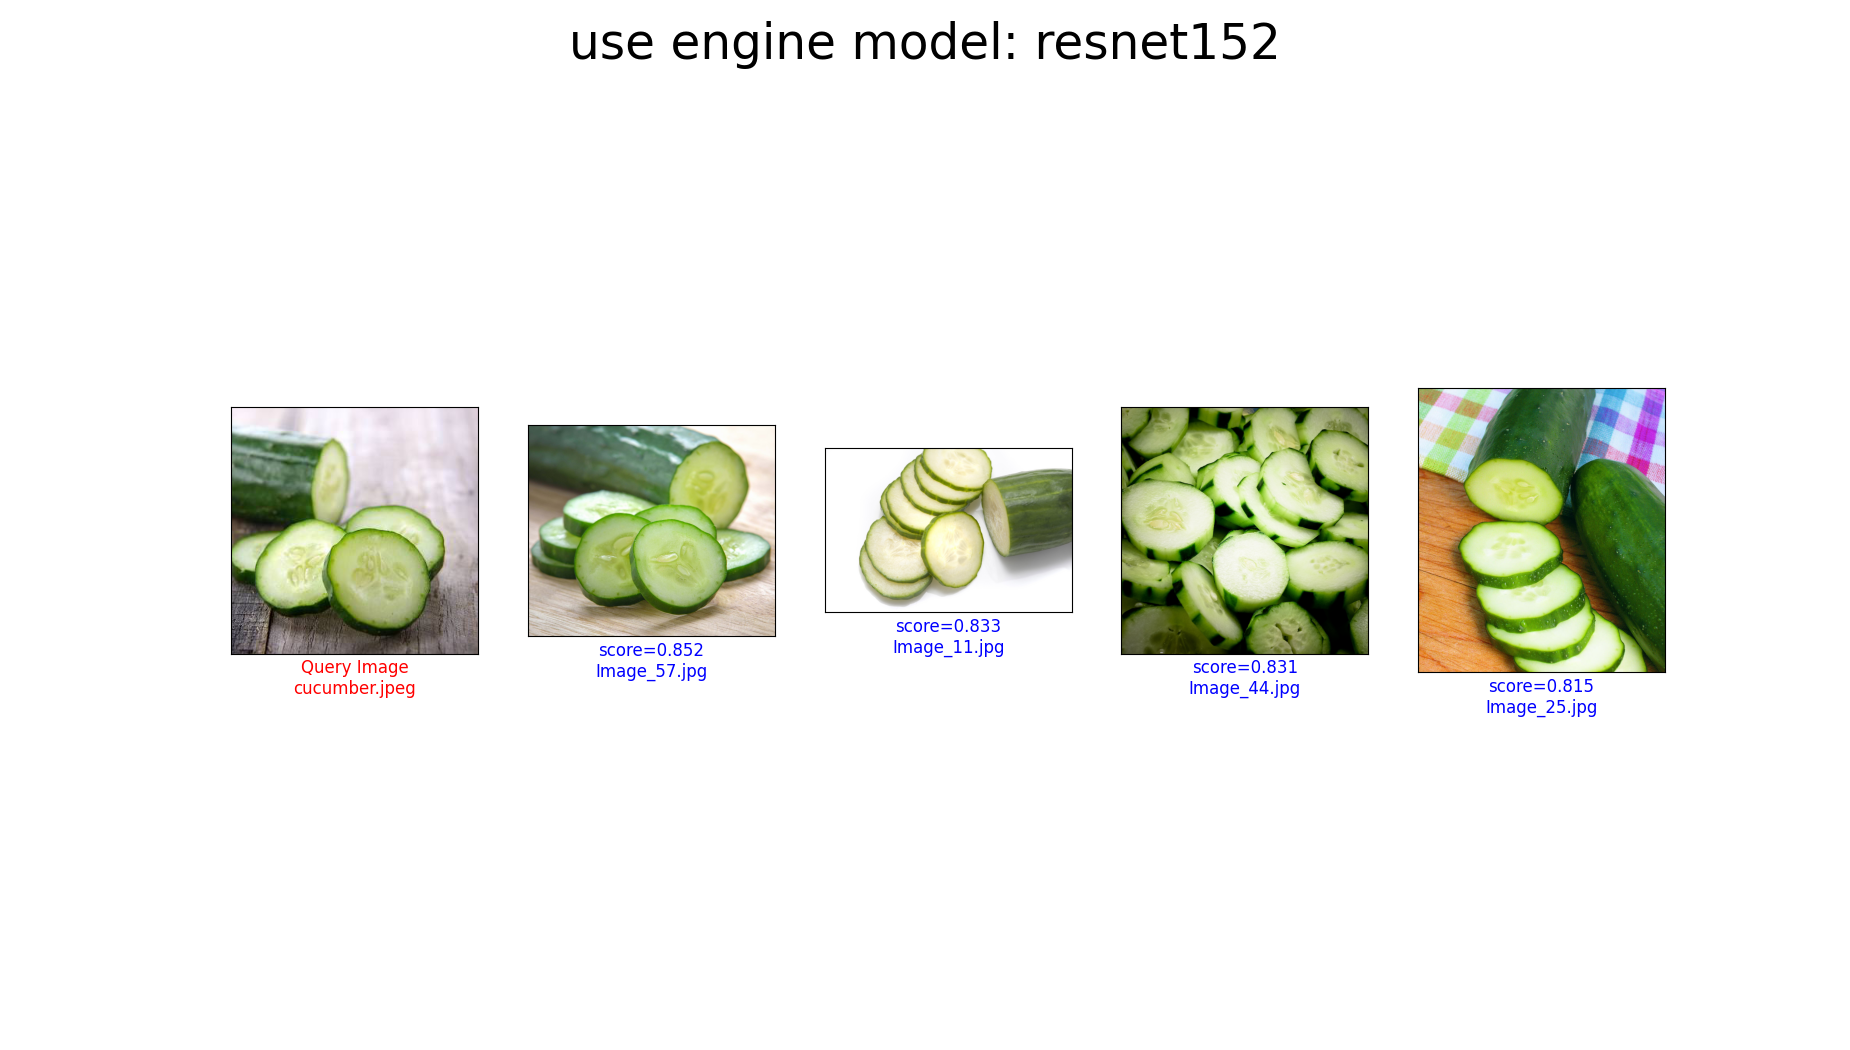 use engine model: resnet152
Query Image
cucumber.jpeg
score=0.852
Image_57.jpg
score=0.833
Image_11.jpg
score=0.831
Image_44.jpg
score=0.815
Image_25.jpg